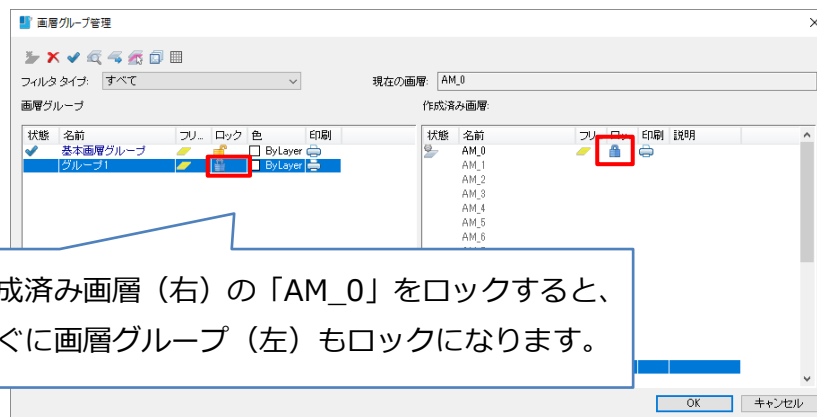 画層グループ管理
フィルタ タイプ: すべて 現在の画層: AM_0
画層グループ 作成済み画層:
状態 名前 フリ... ロック 色 印刷 状態 名前 フリ... ロッ... 印刷 説明
基本画層グループ ByLayer AM_0
グループ1 ByLayer AM_1
AM_2
AM_3
AM_4
AM_5
AM_6
成済み画層（右）の「AM_0」をロックすると、
ぐに画層グループ（左）もロックになります。
OK キャンセル